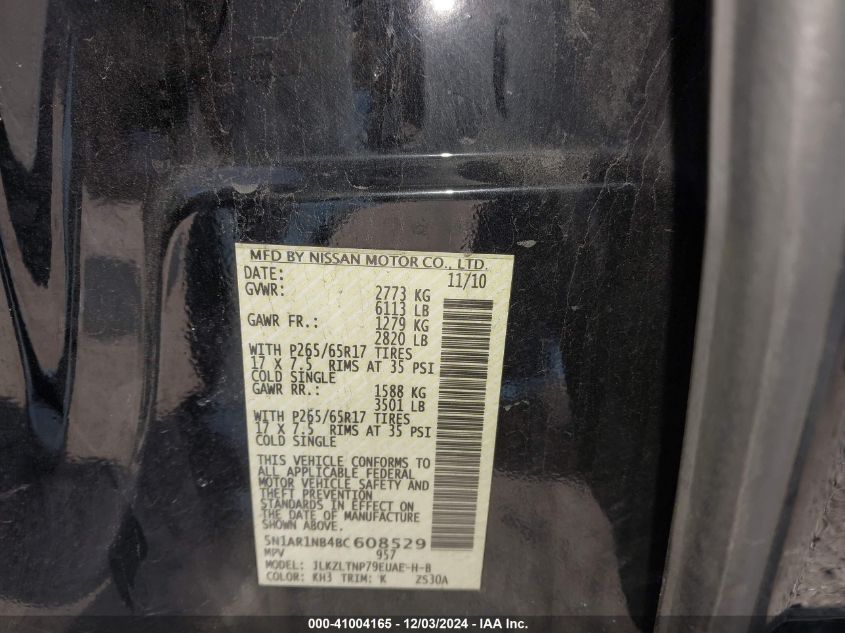 MFD BY NISSAN MOTOR CO., LTD.
DATE: 11/10
GVWR: 2773 KG
6113 LB
GAWR FR.: 1279 KG
2820 LB
WITH P265/65R17 TIRES
17 X 7.5 RIMS AT 35 PSI
COLD SINGLE
GAWR RR.: 1588 KG
3501 LB
WITH P265/65R17 TIRES
17 X 7.5 RIMS AT 35 PSI
COLD SINGLE
THIS VEHICLE CONFORMS TO
ALL APPLICABLE FEDERAL
MOTOR VEHICLE SAFETY AND
THEFT PREVENTION
STANDARDS IN EFFECT ON
THE DATE OF MANUFACTURE
SHOWN ABOVE.
5N1AR1NB4BC608529
MPV 957
MODEL: JLKZLTNP79EUAE-H-B
COLOR: KH3 TRIM: K ZS30A
000-41004165 - 12/03/2024 - IAA Inc.